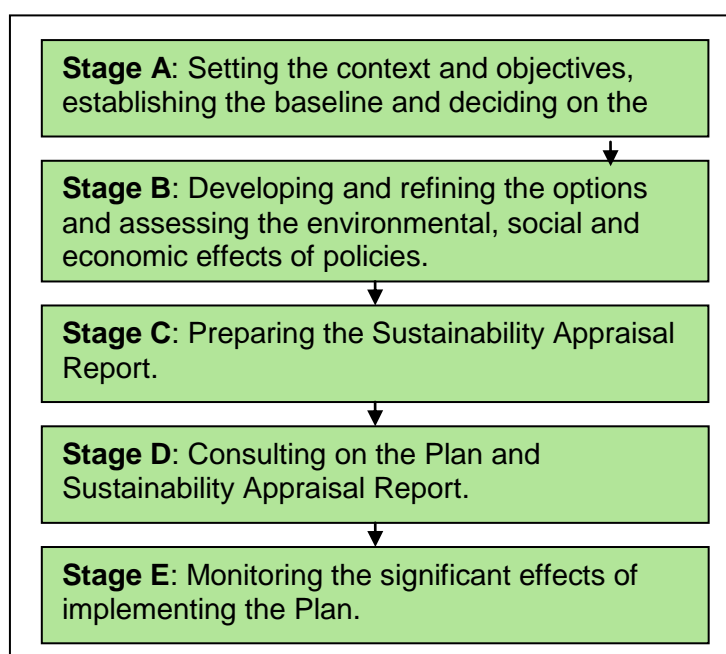 Stage A: Setting the context and objectives,
establishing the baseline and deciding on the
Stage B: Developing and refining the options
and assessing the environmental, social and
economic effects of policies.
Stage C: Preparing the Sustainability Appraisal
Report.
Stage D: Consulting on the Plan and
Sustainability Appraisal Report.
Stage E: Monitoring the significant effects of
implementing the Plan.